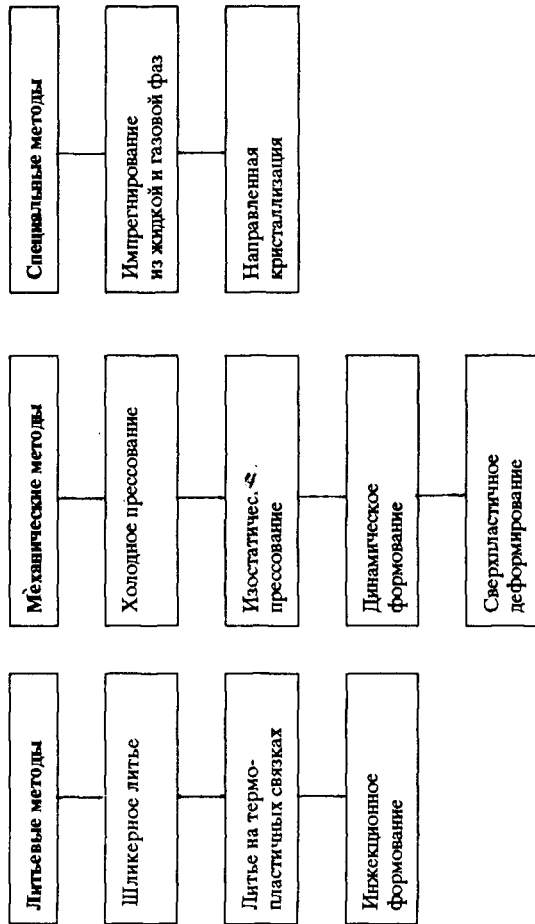 Литьевые методы
Шликерное литье
Литье на термо-
пластичных связках
Инжекционное
формование
Механические методы
Холодное прессование
Изостатичес.
прессование
Динамическое
формование
Сверхпластичное
деформирование
Специальные методы
Импрегнирование
из жидкой и газовой фаз
Направленная
кристаллизация